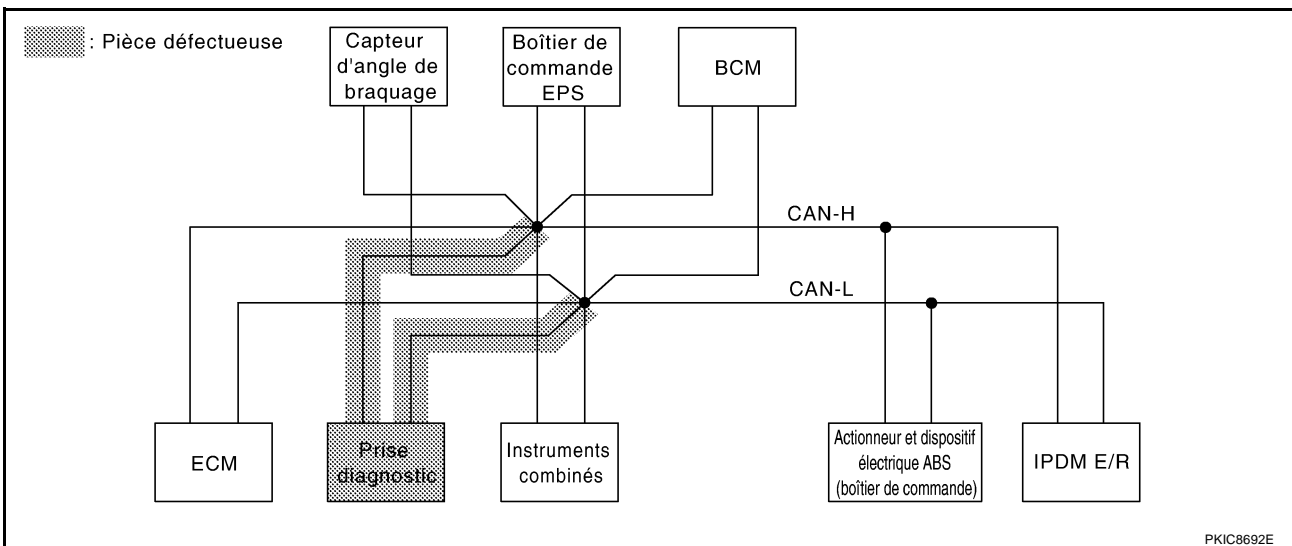 : Pièce défectueuse
Capteur
d'angle de
braquage
Boîtier de
commande
EPS
BCM
CAN-H
CAN-L
ECM
Prise
diagnostic
Instruments
combinés
Actionneur et dispositif
électrique ABS
(boîtier de commande)
IPDM E/R
PKIC8692E